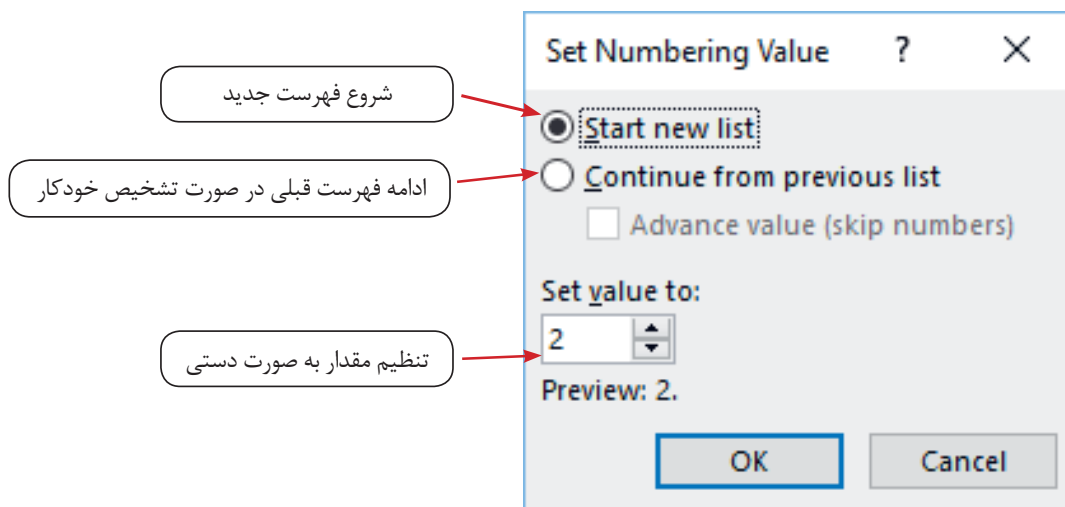 Set Numbering Value ? ×
شروع فهرست جدید
Start new list
ادامه فهرست قبلی در صورت تشخیص خودکار
Continue from previous list
Advance value (skip numbers)
Set value to:
تنظیم مقدار به صورت دستی
2
Preview: 2.
OK Cancel